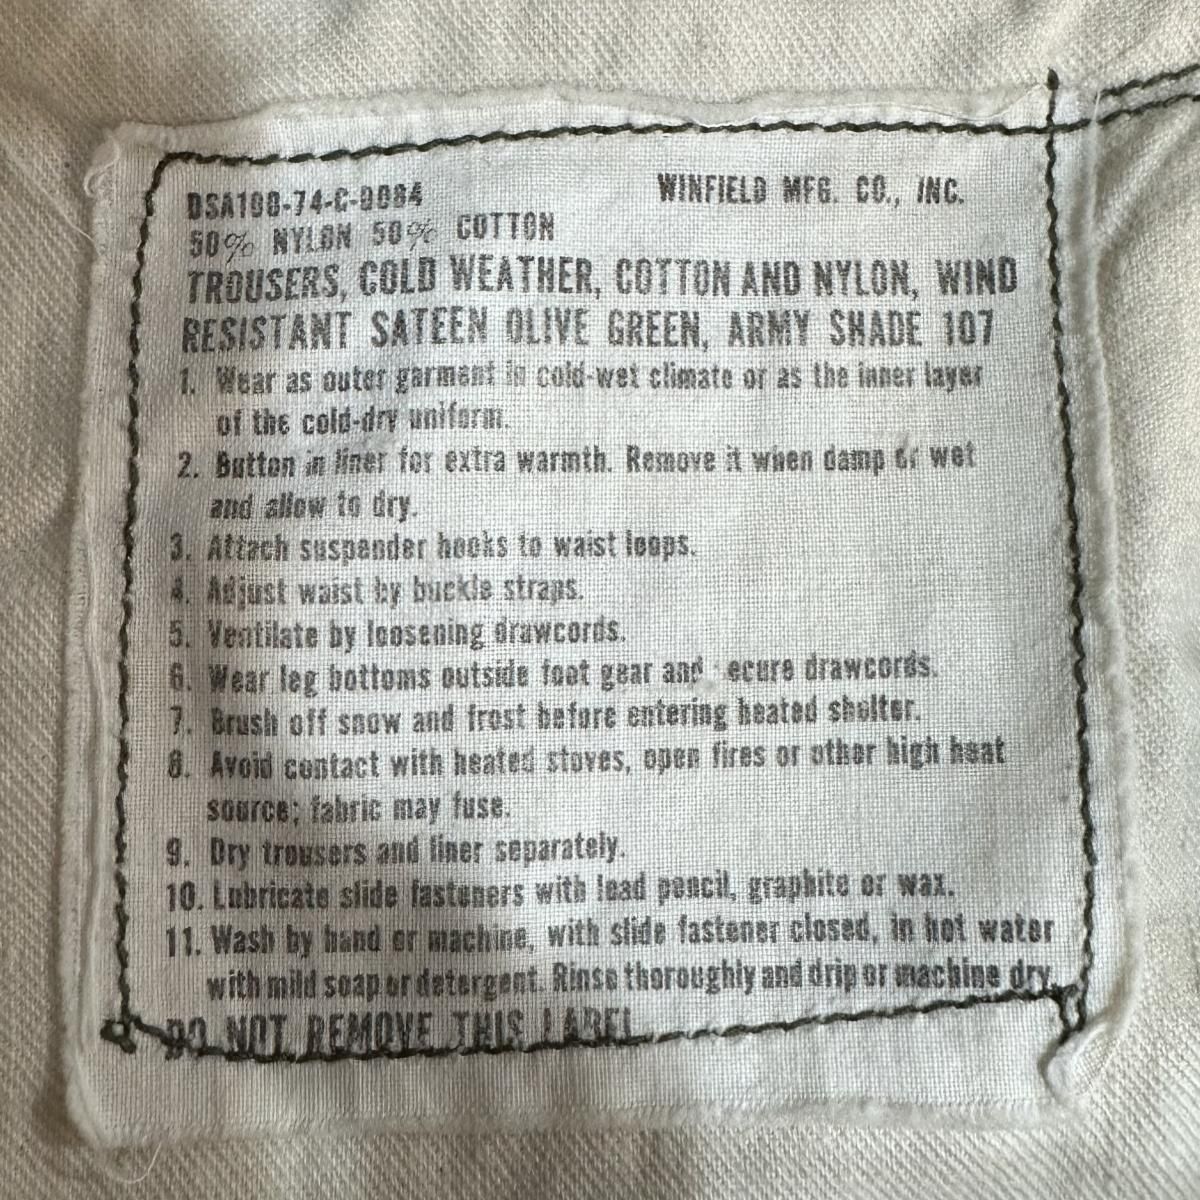 DSA100-74-C-0084 WINFIELD MFG. CO., INC.
50% NYLON 50% COTTON
TROUSERS, COLD WEATHER, COTTON AND NYLON, WIND
RESISTANT SATEEN OLIVE GREEN, ARMY SHADE 107
1. Wear as outer garment in cold-wet climate or as the inner layer
of the cold-dry uniform.
2. Button in liner for extra warmth. Remove it when damp or wet
and allow to dry.
3. Attach suspender hooks to waist loops.
4. Adjust waist by buckle straps.
5. Ventilate by loosening drawcords.
6. Wear leg bottoms outside foot gear and ecure drawcords.
7. Brush off snow and frost before entering heated shelter.
8. Avoid contact with heated stoves, open fires or other high heat
source; fabric may fuse.
9. Dry trousers and liner separately.
10. Lubricate slide fasteners with lead pencil, graphite or wax.
11. Wash by hand or machine, with slide fastener closed, in hot water
with mild soap or detergent. Rinse thoroughly and drip or machine dry.
DO NOT REMOVE THIS LABEL